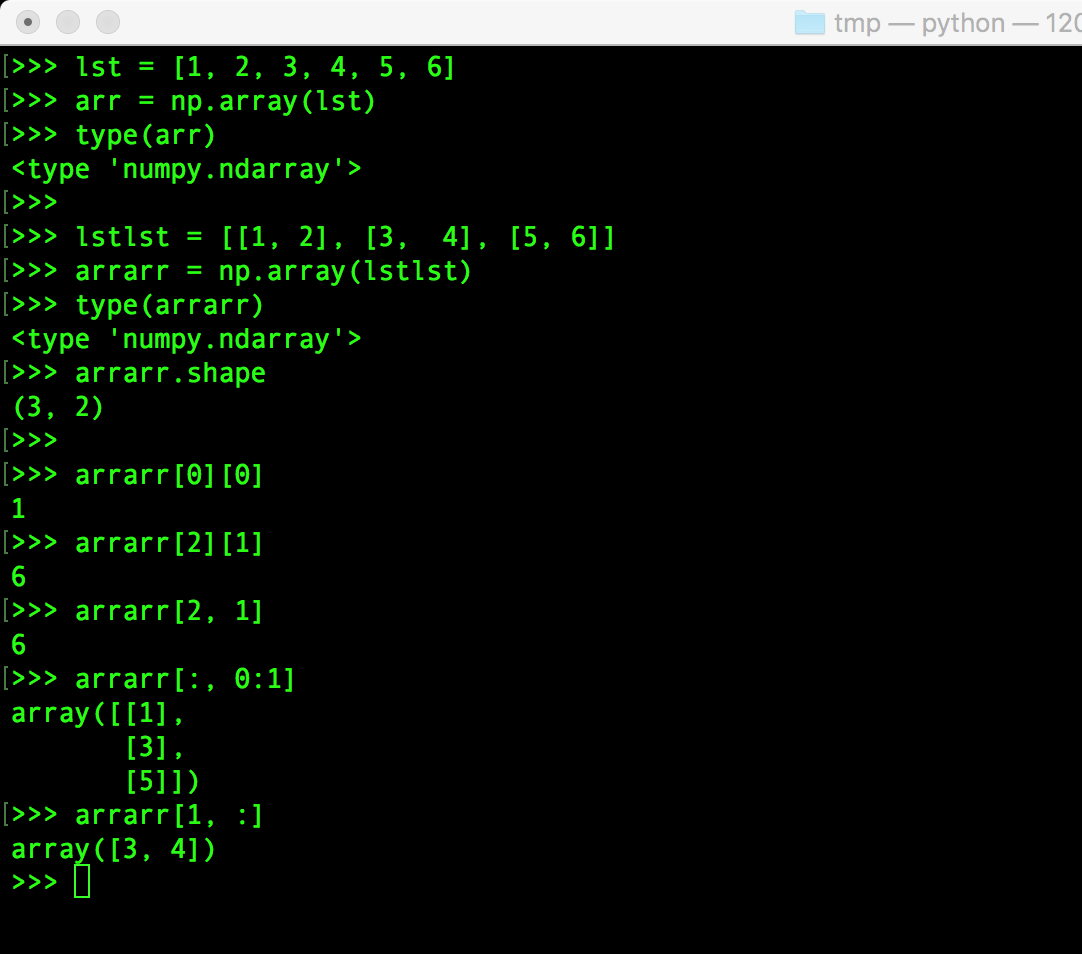 tmp — python — 120
[>>> lst = [1, 2, 3, 4, 5, 6]
[>>> arr = np.array(lst)
[>>> type(arr)
<type 'numpy.ndarray'>
[>>>
[>>> lstlst = [[1, 2], [3,  4], [5, 6]]
[>>> arrarr = np.array(lstlst)
[>>> type(arrarr)
<type 'numpy.ndarray'>
[>>> arrarr.shape
(3, 2)
[>>>
[>>> arrarr[0][0]
1
[>>> arrarr[2][1]
6
[>>> arrarr[2, 1]
6
[>>> arrarr[:, 0:1]
array([[1],
       [3],
       [5]])
[>>> arrarr[1, :]
array([3, 4])
>>>